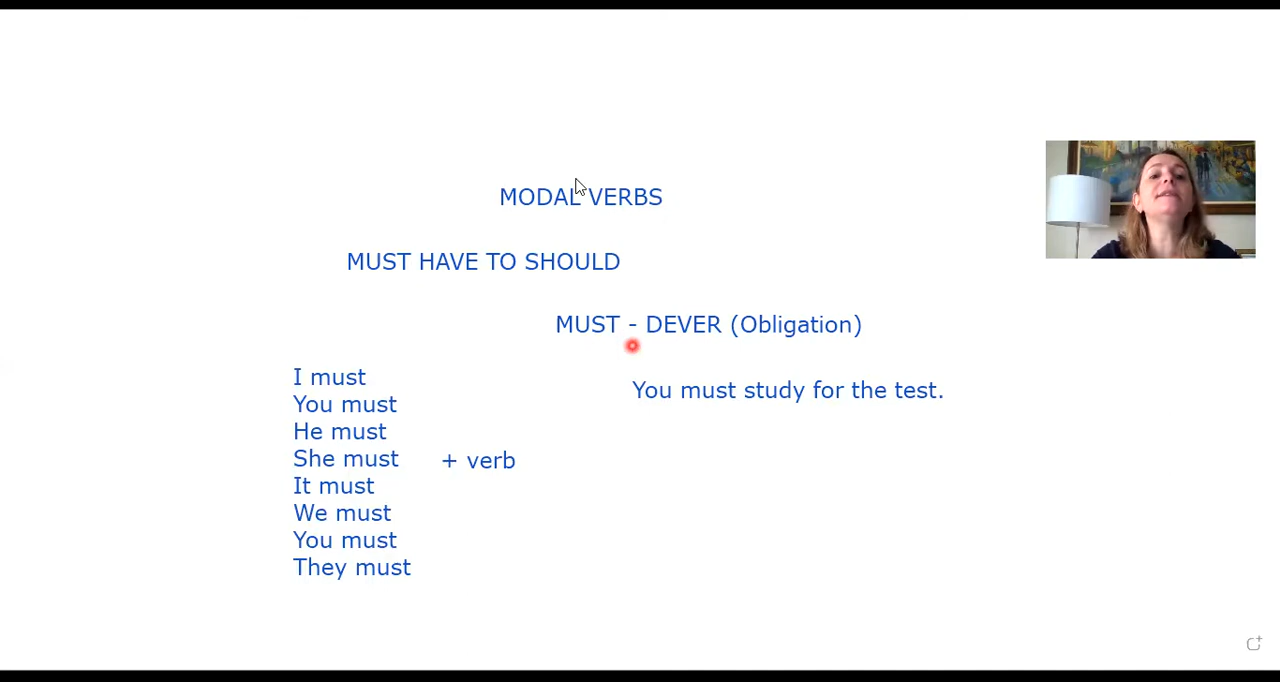 MODAL VERBS
MUST HAVE TO SHOULD
MUST - DEVER (Obligation)
I must
You must
He must
She must
It must
We must
You must
They must
+ verb
You must study for the test.